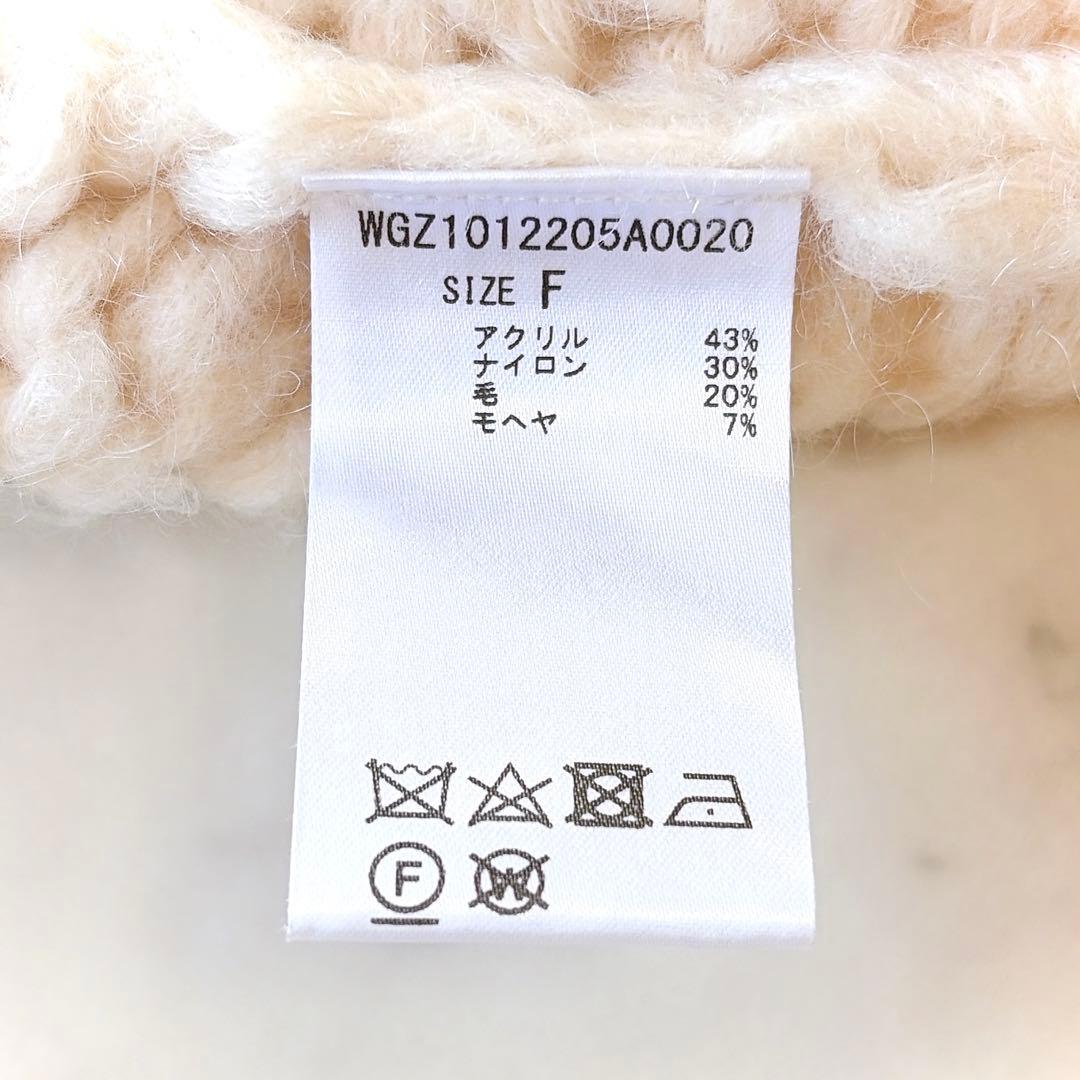 WGZ1012205A0020
SIZE F
アクリル 43%
ナイロン 30%
毛 20%
モヘヤ 7%
F W